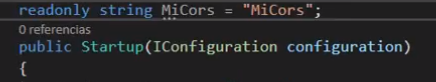 readonly string MiCors = "MiCors";
0 referencias
public Startup(IConfiguration configuration)
{